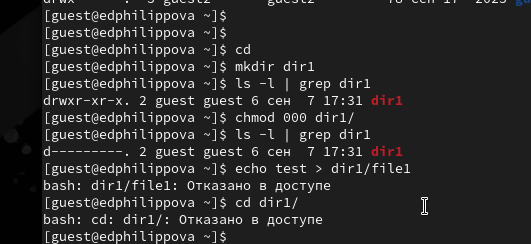 [guest@edphilippova ~]$
[guest@edphilippova ~]$
[guest@edphilippova ~]$ cd
[guest@edphilippova ~]$ mkdir dir1
[guest@edphilippova ~]$ ls -l | grep dir1
drwxr-xr-x. 2 guest guest 6 сен  7 17:31 dir1
[guest@edphilippova ~]$ chmod 000 dir1/
[guest@edphilippova ~]$ ls -l | grep dir1
d---------. 2 guest guest 6 сен  7 17:31 dir1
[guest@edphilippova ~]$ echo test > dir1/file1
bash: dir1/file1: Отказано в доступе
[guest@edphilippova ~]$ cd dir1/
bash: cd: dir1/: Отказано в доступе
[guest@edphilippova ~]$